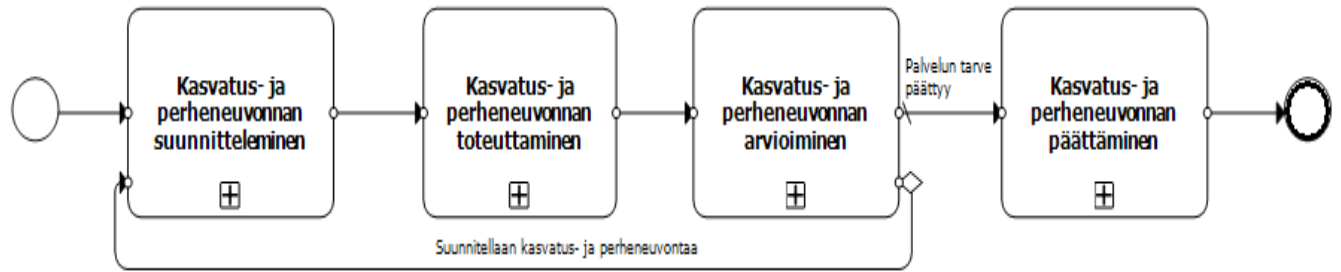 Kasvatus- ja
perheneuvonnan
suunnitteleminen
Kasvatus- ja
perheneuvonnan
toteuttaminen
Kasvatus- ja
perheneuvonnan
arvioiminen
Palvelun tarve
päättyy
Kasvatus- ja
perheneuvonnan
päättäminen
Suunnitellaan kasvatus- ja perheneuvontaa